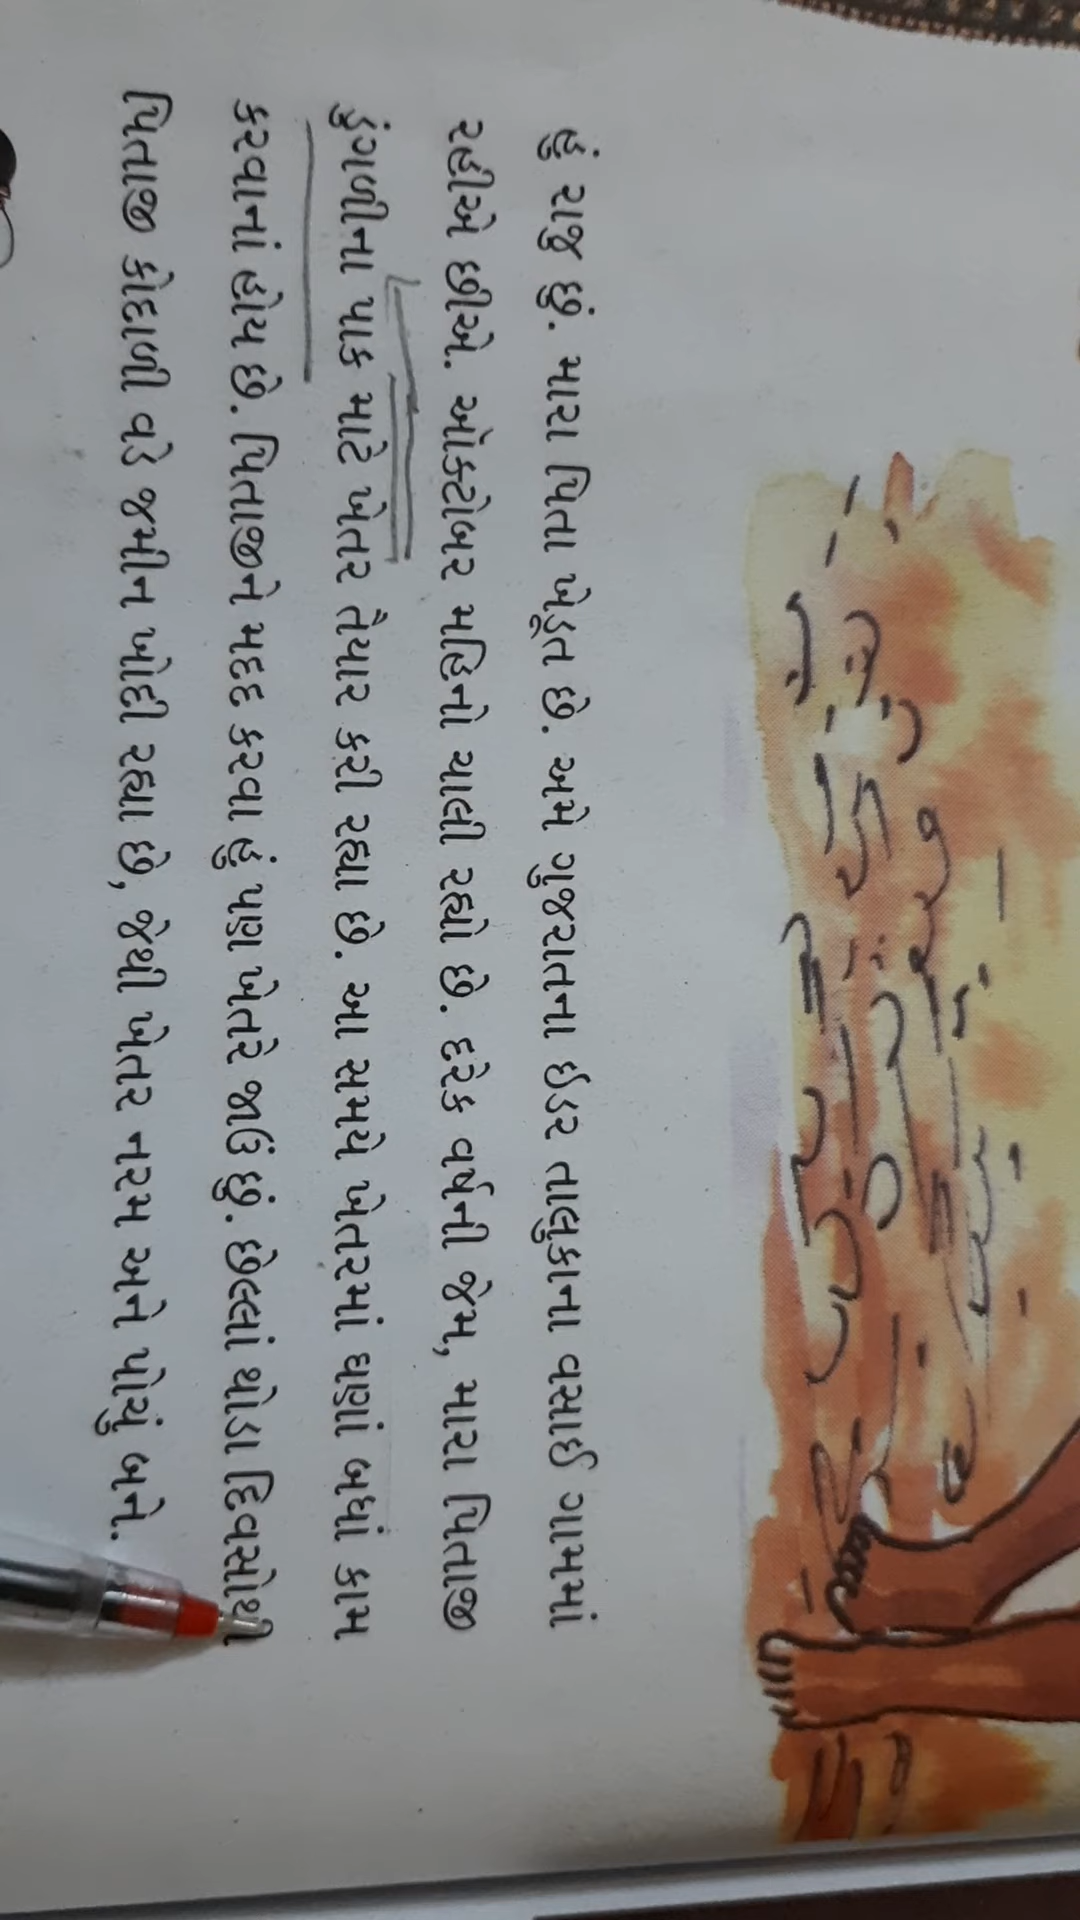 હું રાજુ છું. મારા પિતા ખેડૂત છે. અમે ગુજરાતના ઈડર તાલુકાના વસાઈ ગામમાં
રહીએ છીએ. ઑક્ટોબર મહિનો ચાલી રહ્યો છે. દરેક વર્ષની જેમ, મારા પિતાજી
ડુંગળીના પાક માટે ખેતર તૈયાર કરી રહ્યા છે. આ સમયે ખેતરમાં ઘણાં બધાં કામ
કરવાનાં હોય છે. પિતાજીને મદદ કરવા હું પણ ખેતરે જાઉં છું. છેલ્લાં થોડા દિવસોથી
પિતાજી કોદાળી વડે જમીન ખોદી રહ્યા છે, જેથી ખેતર નરમ અને પોચું બને.